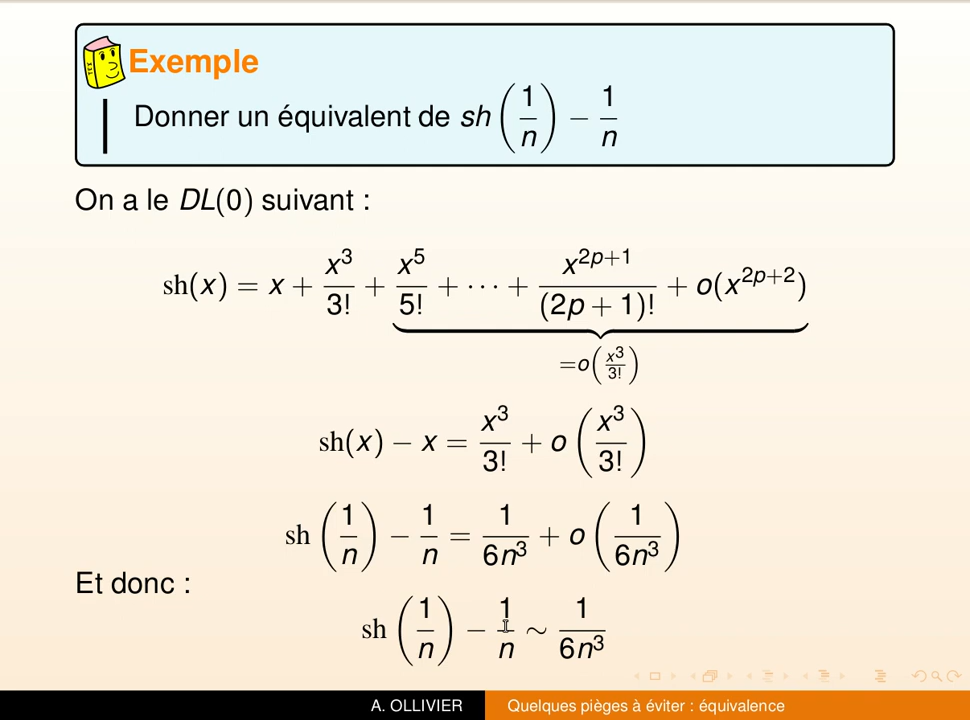 Exemple
Donner un équivalent de sh(1/n) − 1/n
On a le DL(0) suivant :
sh(x) = x + x³/3! + x⁵/5! + ⋯ + x^(2p+1)/(2p + 1)! + o(x^(2p+2))
=o(x³/3!)
sh(x) − x = x³/3! + o(x³/3!)
sh(1/n) − 1/n = 1/(6n³) + o(1/(6n³))
Et donc :
sh(1/n) − 1/n ∼ 1/(6n³)
A. OLLIVIER Quelques pièges à éviter : équivalence